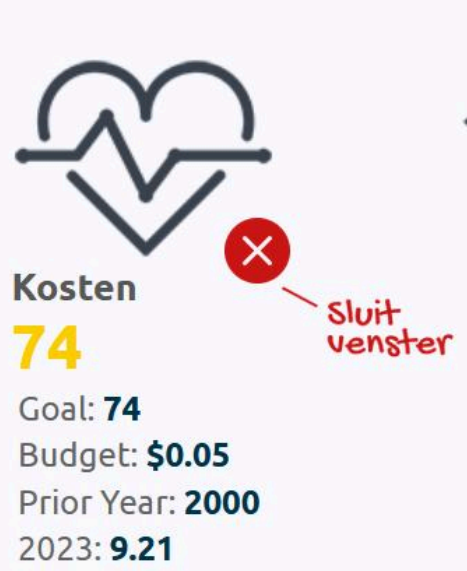 Kosten
74
sluit
venster
Goal: 74
Budget: $0.05
Prior Year: 2000
2023: 9.21